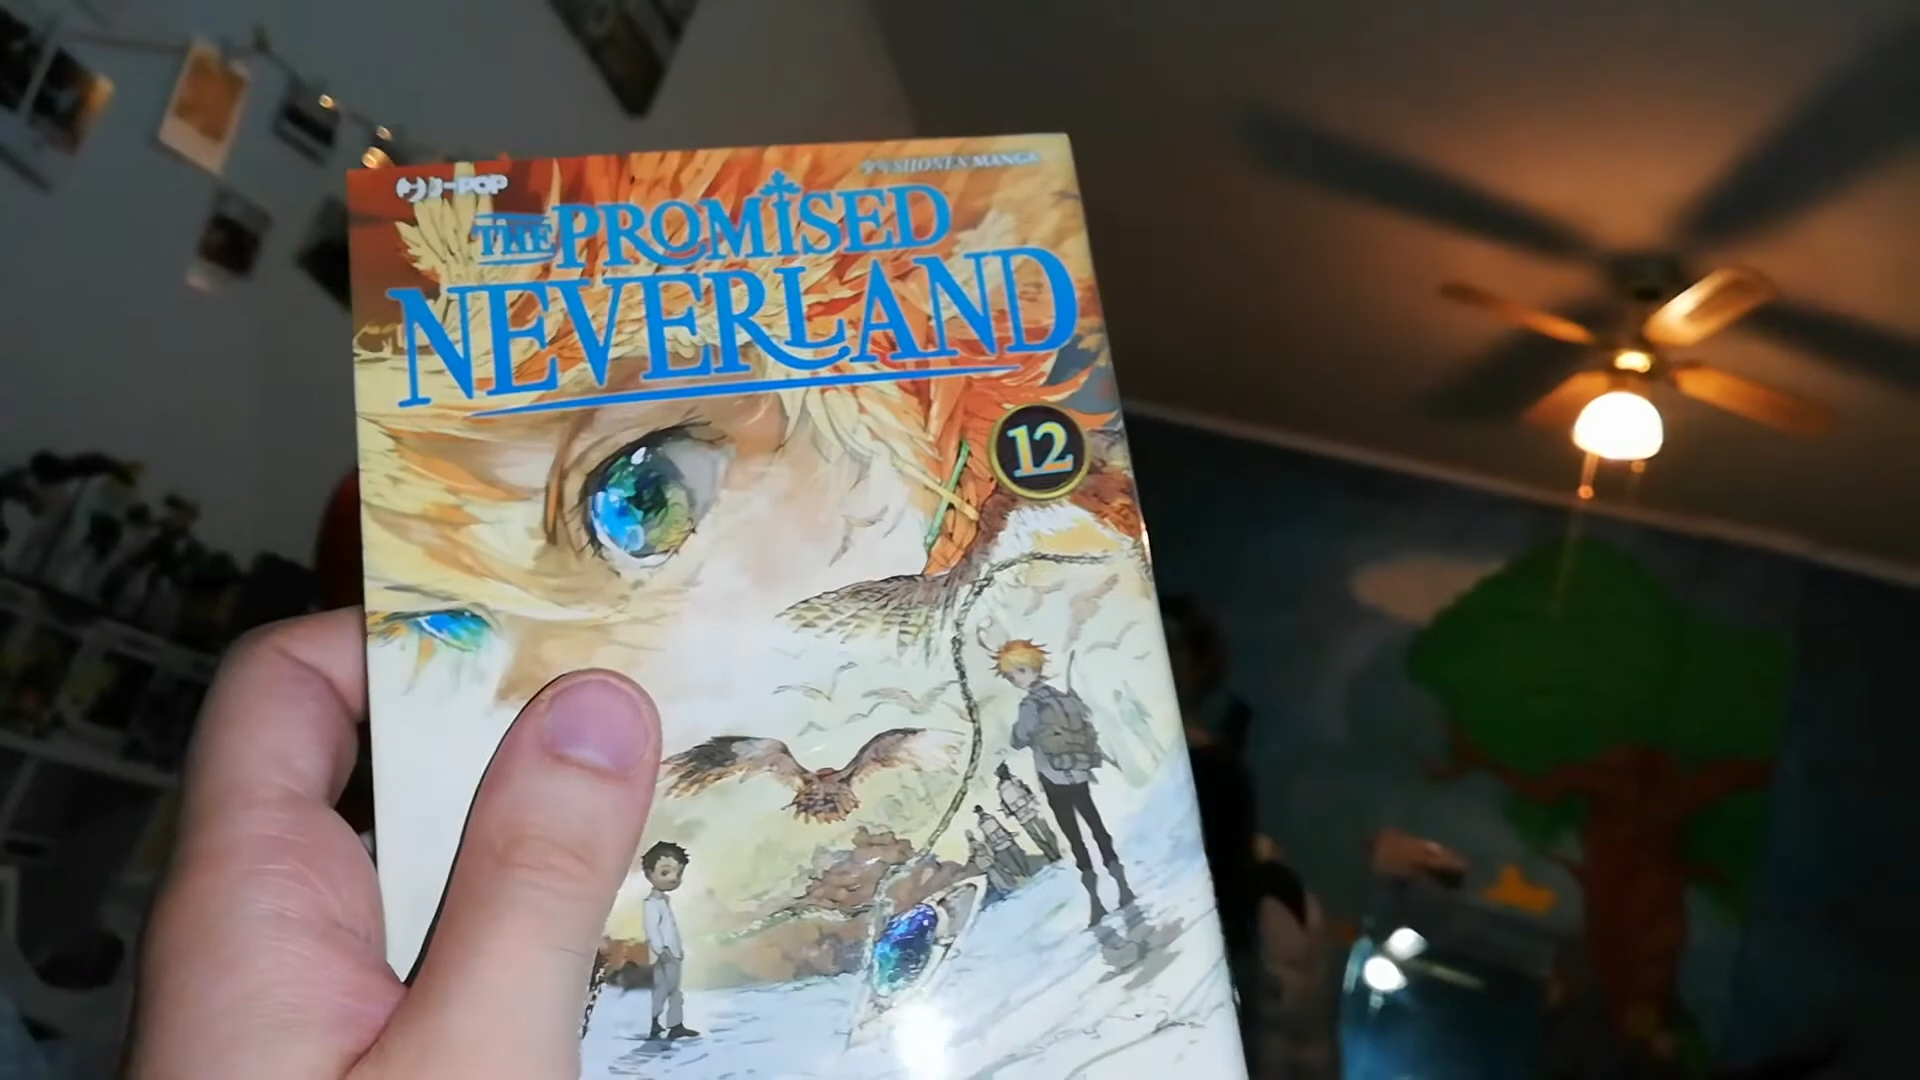 J-POP
SHONEN MANGA
THE PROMISED
NEVERLAND
12